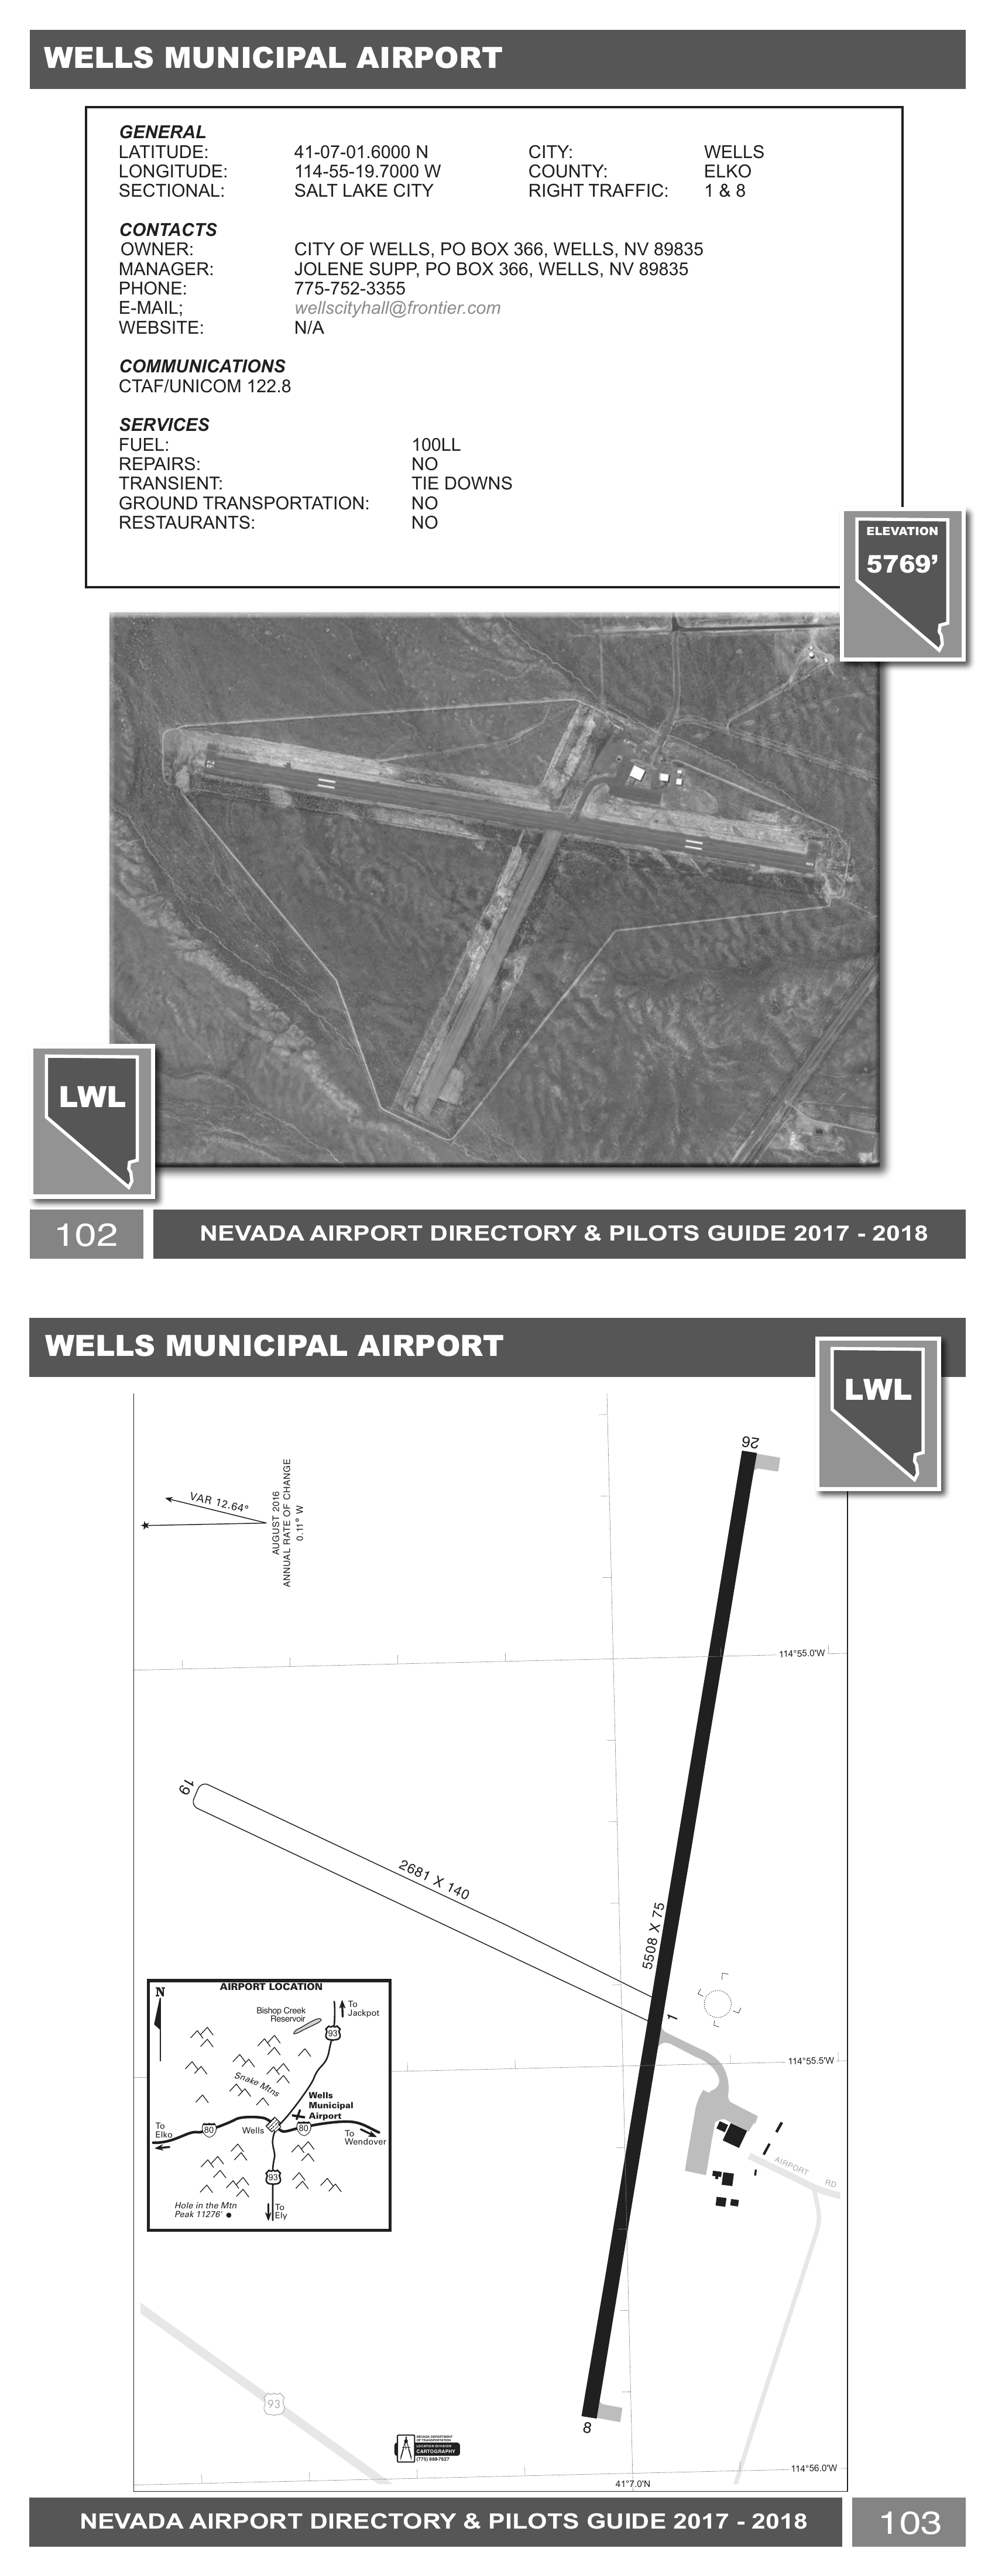 WELLS MUNICIPAL AIRPORT
GENERAL
LATITUDE: 41-07-01.6000 N CITY: WELLS
LONGITUDE: 114-55-19.7000 W COUNTY: ELKO
SECTIONAL: SALT LAKE CITY RIGHT TRAFFIC: 1 & 8
CONTACTS
OWNER: CITY OF WELLS, PO BOX 366, WELLS, NV 89835
MANAGER: JOLENE SUPP, PO BOX 366, WELLS, NV 89835
PHONE: 775-752-3355
E-MAIL; wellscityhall@frontier.com
WEBSITE: N/A
COMMUNICATIONS
CTAF/UNICOM 122.8
SERVICES
FUEL: 100LL
REPAIRS: NO
TRANSIENT: TIE DOWNS
GROUND TRANSPORTATION: NO
RESTAURANTS: NO
ELEVATION
5769’
LWL
102
NEVADA AIRPORT DIRECTORY & PILOTS GUIDE 2017 - 2018
WELLS MUNICIPAL AIRPORT
LWL
26
VAR 12.64°
AUGUST 2016
ANNUAL RATE OF CHANGE
0.11° W
114°55.0'W
19
2681 X 140
5508 X 75
1
114°55.5'W
AIRPORT LOCATION
N
To
Jackpot
Bishop Creek
Reservoir
93
Snake Mtns
Wells
Municipal
Airport
To
Elko
80
Wells
80
To
Wendover
93
Hole in the Mtn
Peak 11276'
To
Ely
AIRPORT RD
93
8
NEVADA DEPARTMENT
OF TRANSPORTATION
LOCATION DIVISION
CARTOGRAPHY
(775) 888-7627
114°56.0'W
41°7.0'N
NEVADA AIRPORT DIRECTORY & PILOTS GUIDE 2017 - 2018
103